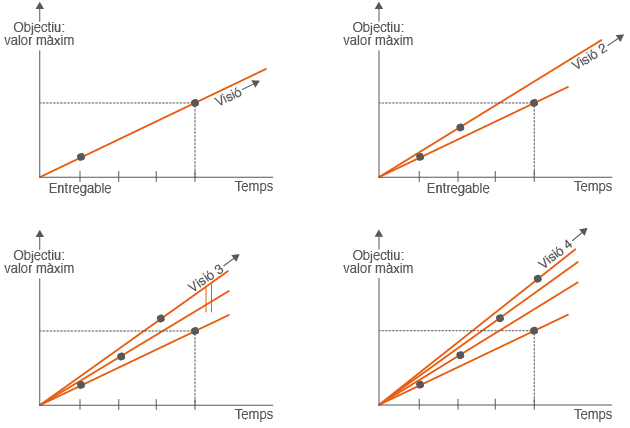 Objectiu:
valor màxim
Visió
Entregable
Temps
Objectiu:
valor màxim
Visió 2
Entregable
Temps
Objectiu:
valor màxim
Visió 3
Temps
Objectiu:
valor màxim
Visió 4
Temps